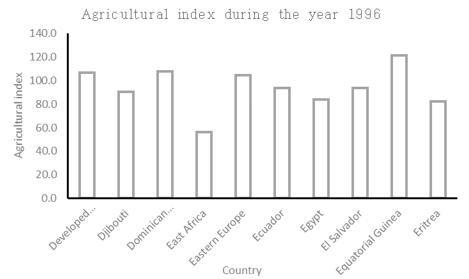 Agricultural index during the year 1996
Agricultural index
140.0
120.0
100.0
80.0
60.0
40.0
20.0
0.0
Developed...
Djibouti
Dominican...
East Africa
Eastern Europe
Ecuador
Egypt
El Salvador
Equatorial Guinea
Eritrea
Country